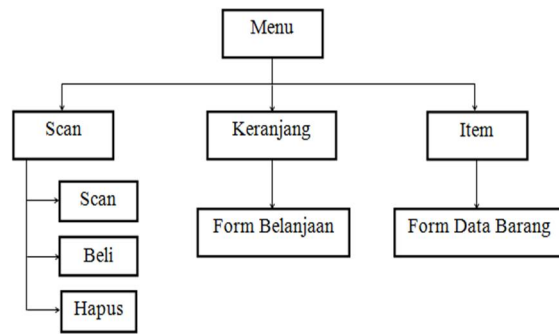 Menu
Scan
Keranjang
Item
Scan
Beli
Hapus
Form Belanjaan
Form Data Barang